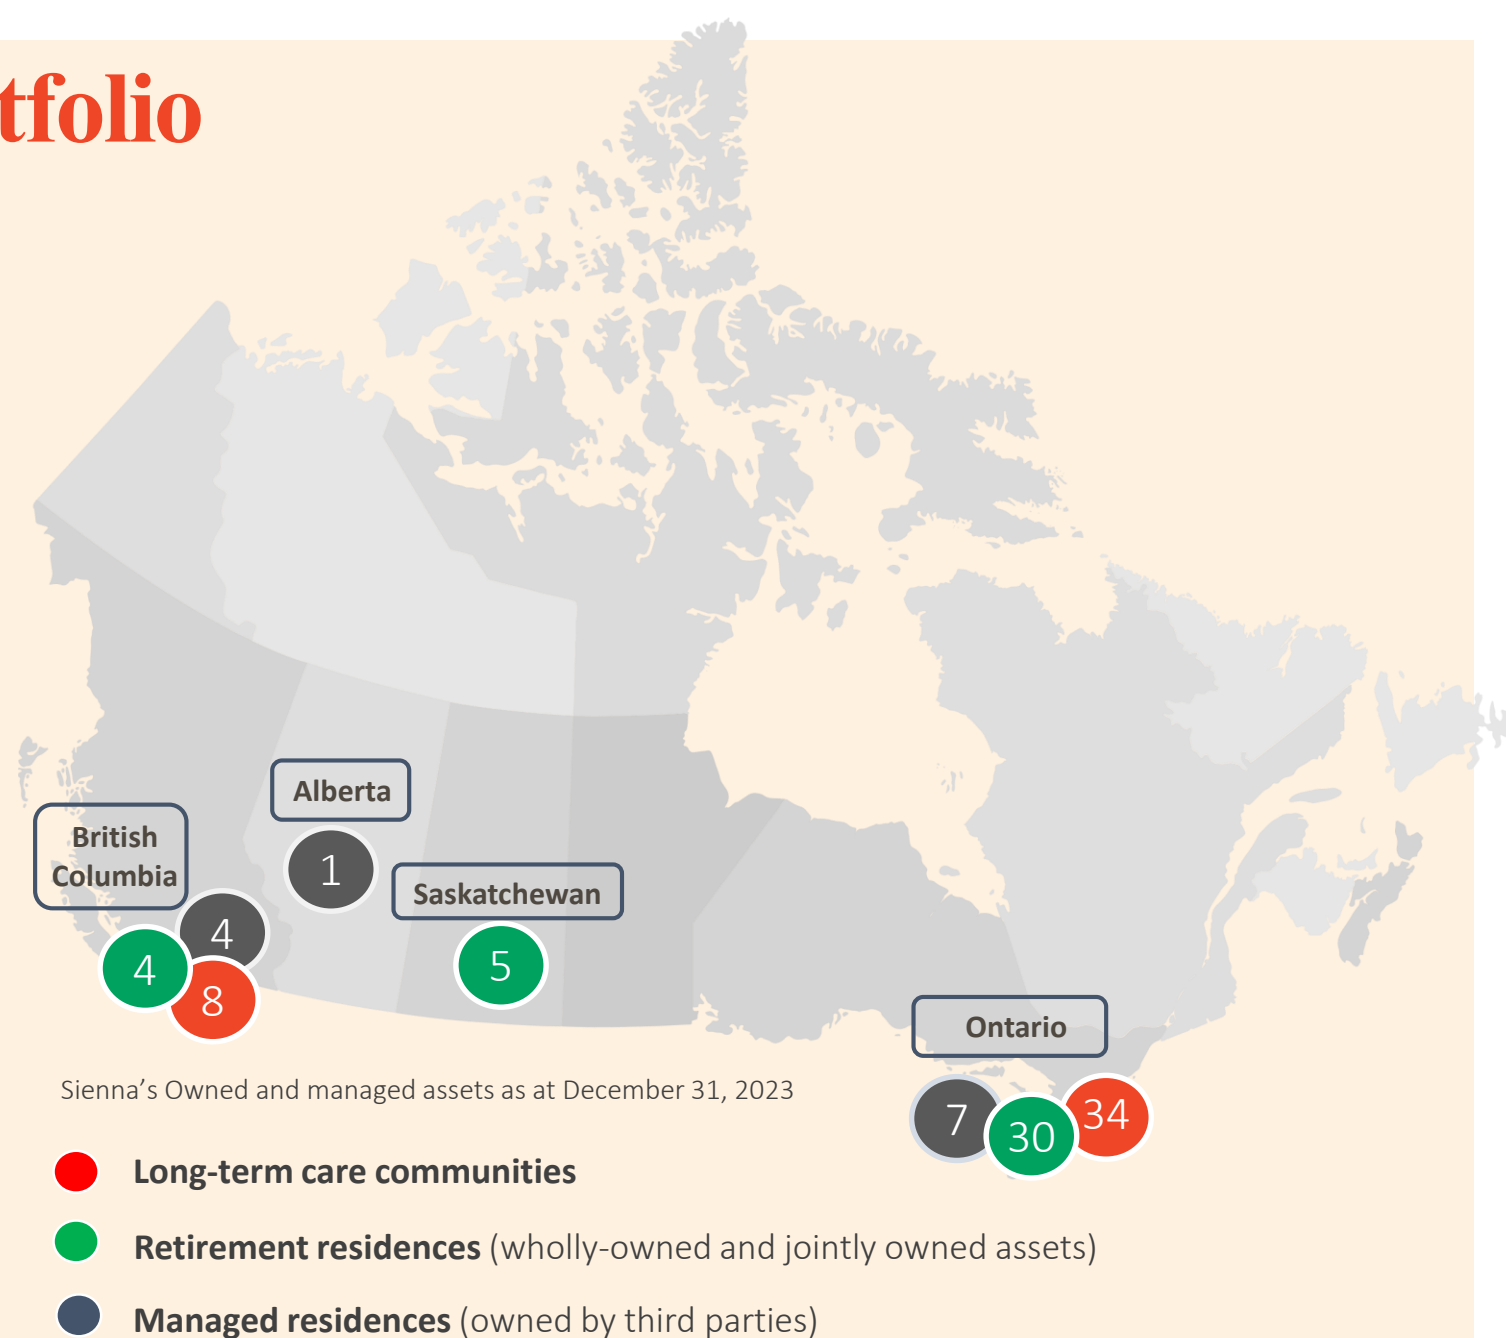 tfolio
Alberta
1
British
Columbia
Saskatchewan
4
4
8
5
Ontario
7
30
34
Sienna’s Owned and managed assets as at December 31, 2023
Long-term care communities
Retirement residences (wholly-owned and jointly owned assets)
Managed residences (owned by third parties)